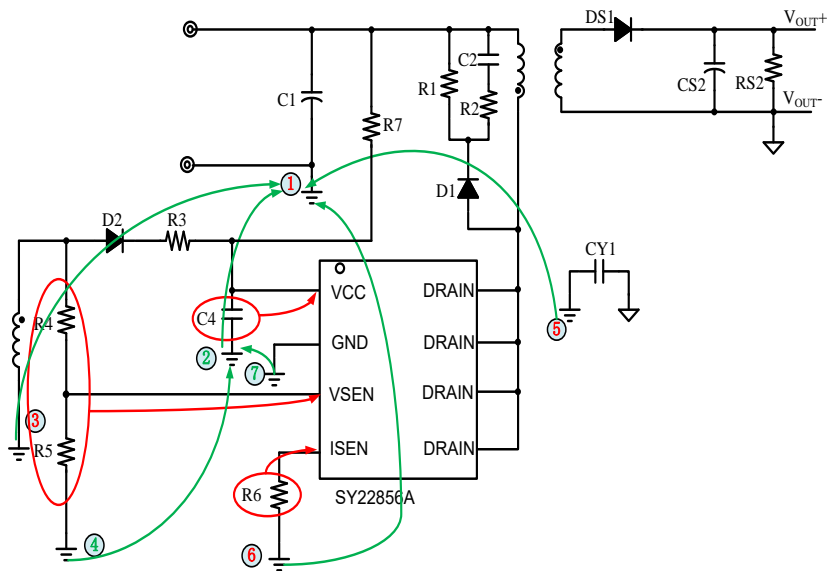 DS1
VOUT+
C1
R7
R1
C2
R2
CS2
RS2
VOUT-
1
D1
D2
R3
CY1
R4
C4
VCC
DRAIN
5
2
GND
DRAIN
7
3
VSEN
DRAIN
R5
ISEN
DRAIN
R6
SY22856A
4
6